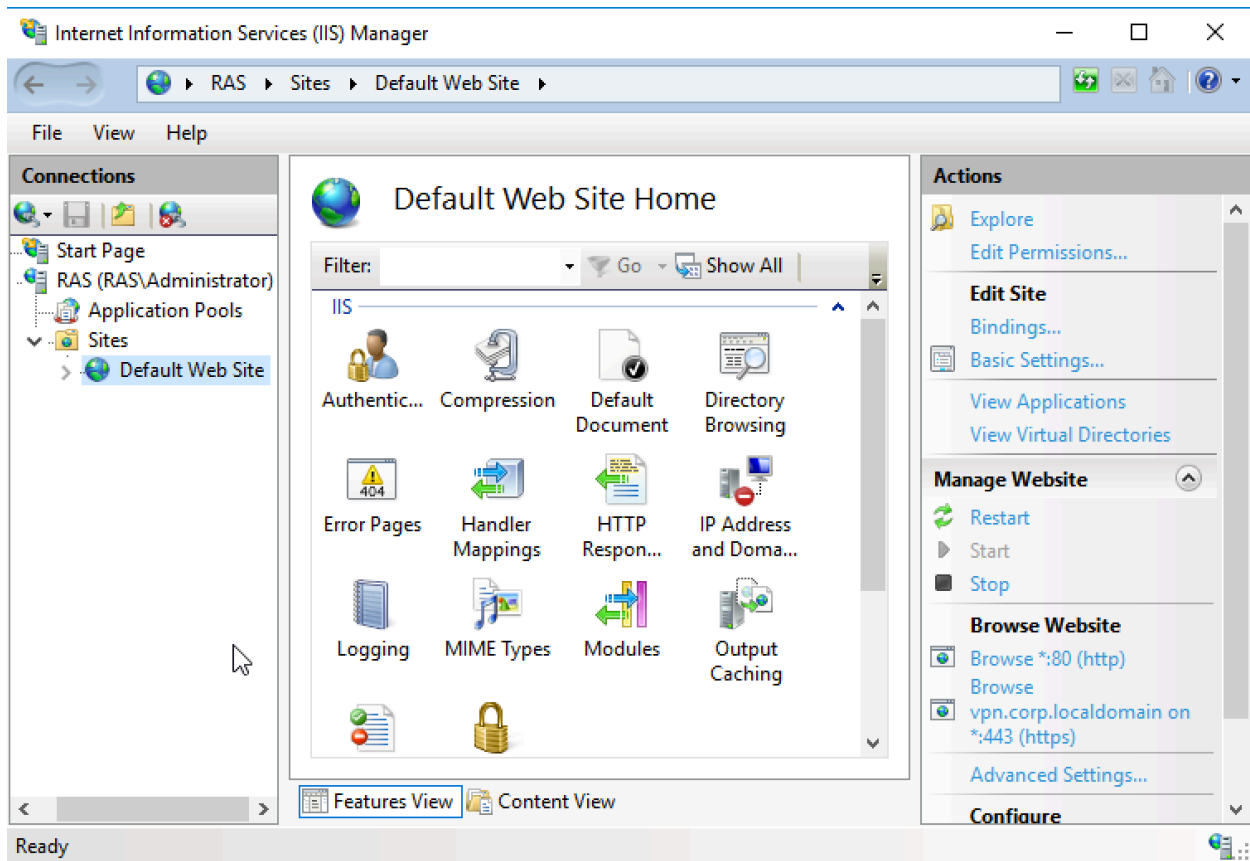 Internet Information Services (IIS) Manager
RAS Sites Default Web Site
File View Help
Connections
Start Page
RAS (RAS\Administrator)
Application Pools
Sites
Default Web Site
Default Web Site Home
Filter: Go Show All
IIS
Authentic... Compression Default Document Directory Browsing
404
Error Pages Handler Mappings HTTP Respon... IP Address and Doma...
Logging MIME Types Modules Output Caching
Features View Content View
Actions
Explore
Edit Permissions...
Edit Site
Bindings...
Basic Settings...
View Applications
View Virtual Directories
Manage Website
Restart
Start
Stop
Browse Website
Browse *:80 (http)
Browse
vpn.corp.localdomain on
*:443 (https)
Advanced Settings...
Configure
Ready